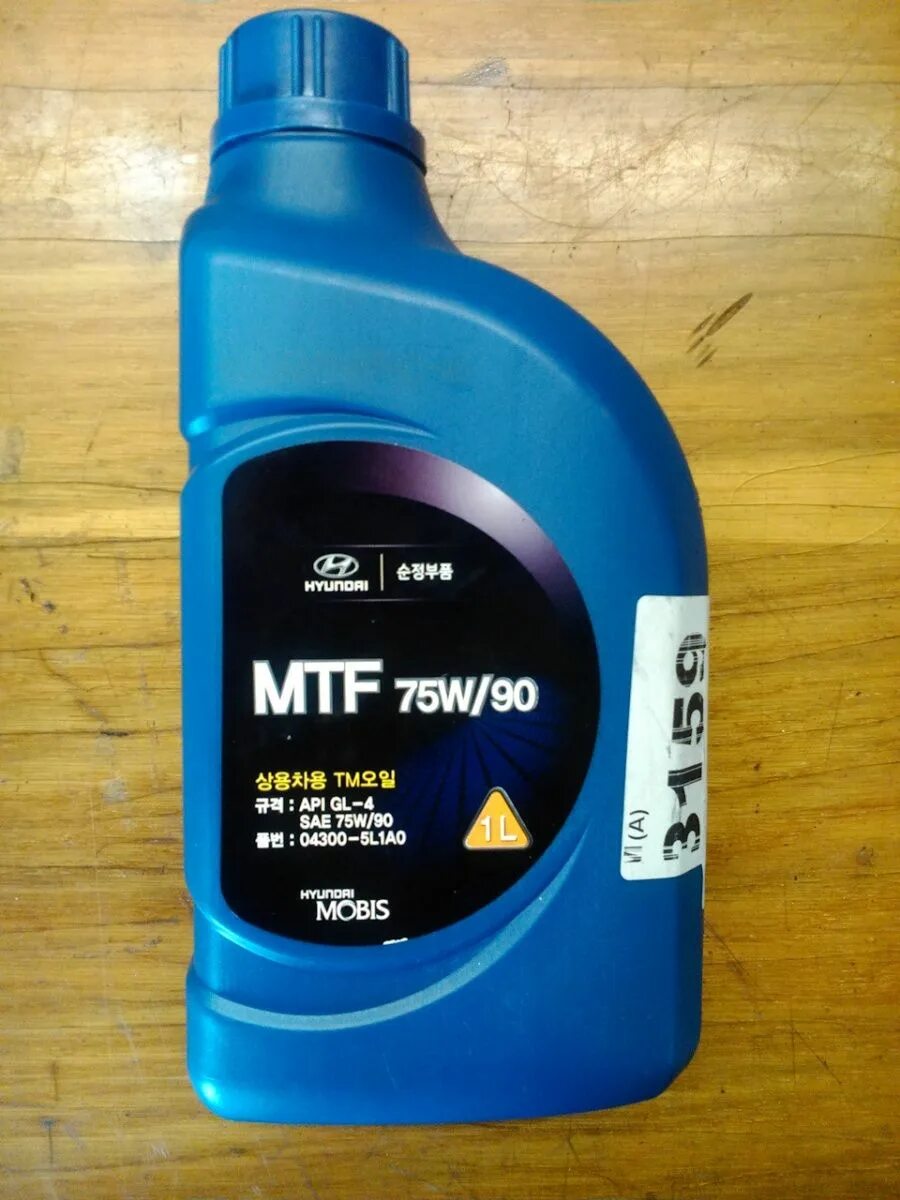 HYUNDAI 순정부품
MTF 75W/90
상용차용 TM오일
규격 : API GL-4
SAE 75W/90
품번 : 04300-5L1A0
1L
HYUNDAI
MOBIS
(A)
3159